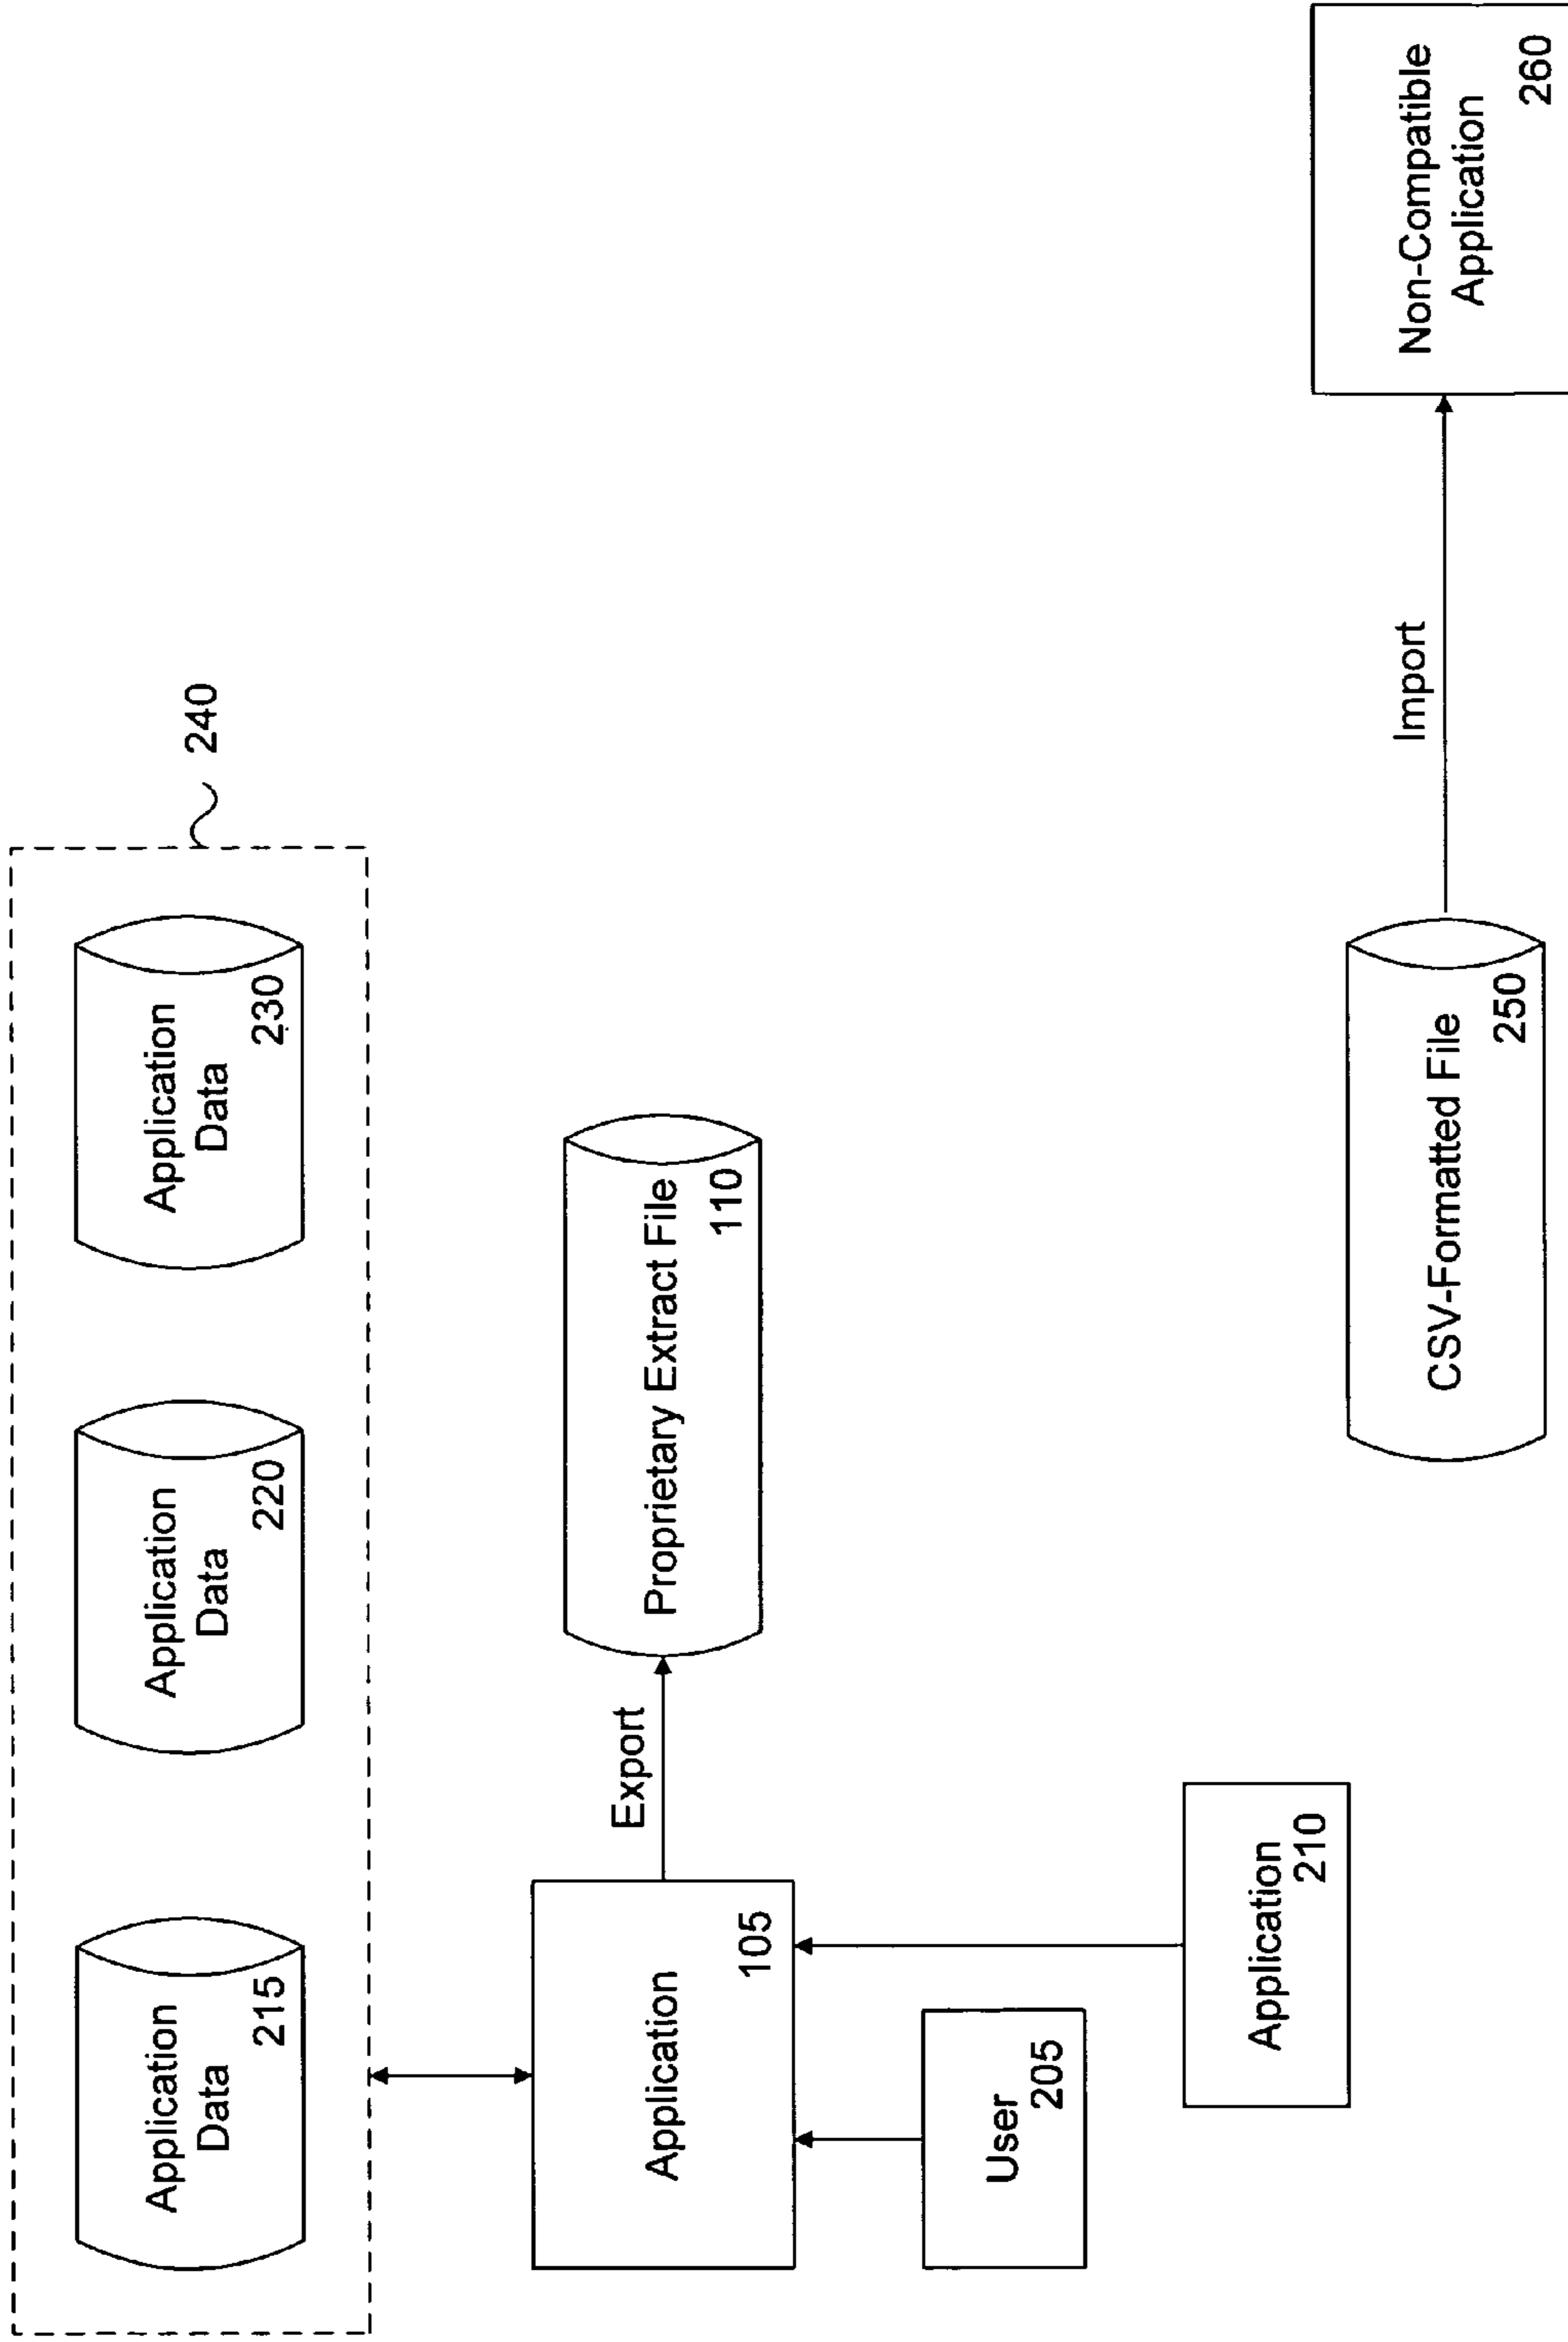 240
Application
Data
215
Application
Data
220
Application
Data
230
Application
105
Export
Proprietary Extract File
110
User
205
Application
210
CSV-Formatted File
250
Import
Non-Compatible
Application
260